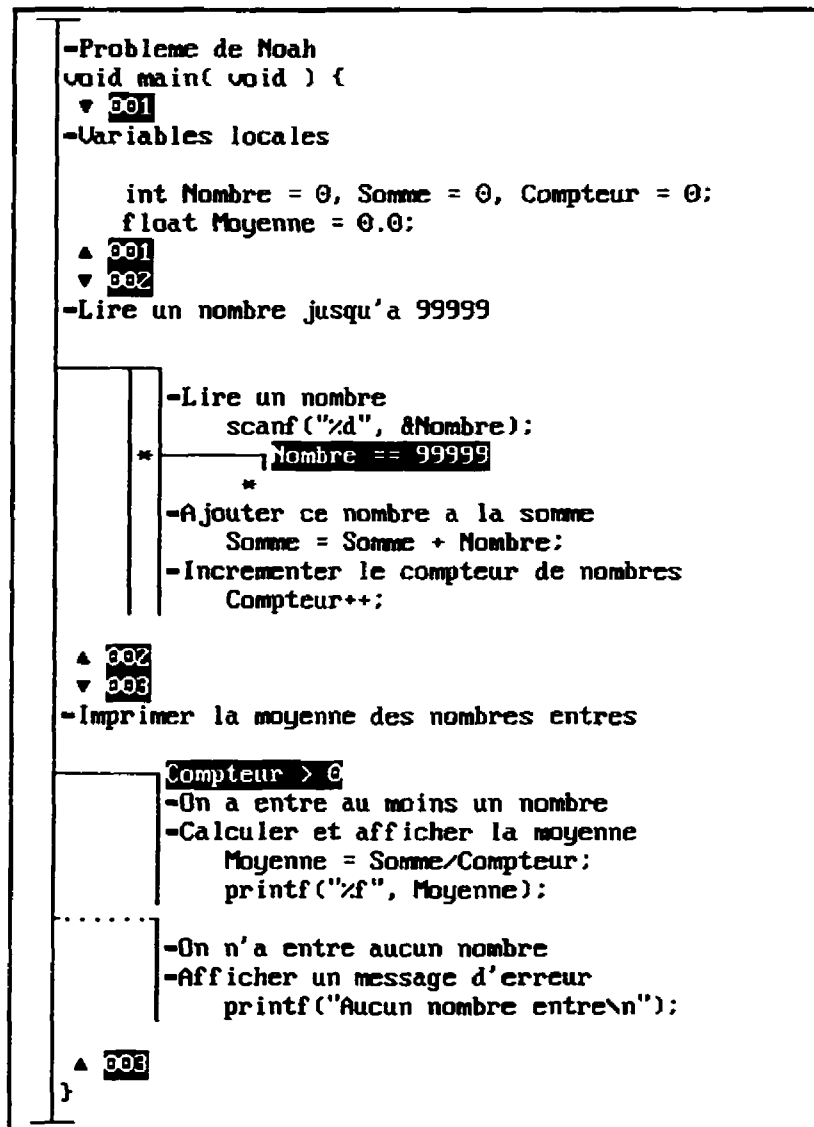 -Probleme de Noah
void main( void ) {
▼ 001
-Variables locales
int Nombre = 0, Somme = 0, Compteur = 0;
float Moyenne = 0.0;
▲ 001
▼ 002
-Lire un nombre jusqu'a 99999
-Lire un nombre
scanf("%d", &Nombre);
* Nombre == 99999
*
-Ajouter ce nombre a la somme
Somme = Somme + Nombre;
-Incrementer le compteur de nombres
Compteur++;
▲ 002
▼ 003
-Imprimer la moyenne des nombres entres
Compteur > 0
-On a entre au moins un nombre
-Calculer et afficher la moyenne
Moyenne = Somme/Compteur;
printf("%f", Moyenne);
-On n'a entre aucun nombre
-Afficher un message d'erreur
printf("Aucun nombre entre\n");
▲ 003
}